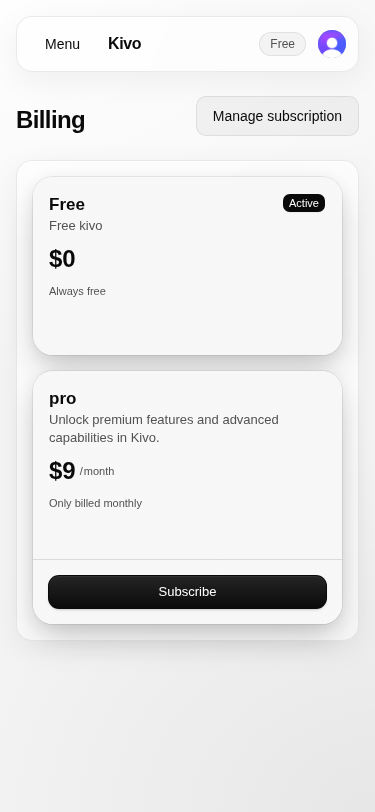 Menu Kivo Free
Billing
Manage subscription
Free
Active
Free kivo
$0
Always free
pro
Unlock premium features and advanced
capabilities in Kivo.
$9 /month
Only billed monthly
Subscribe